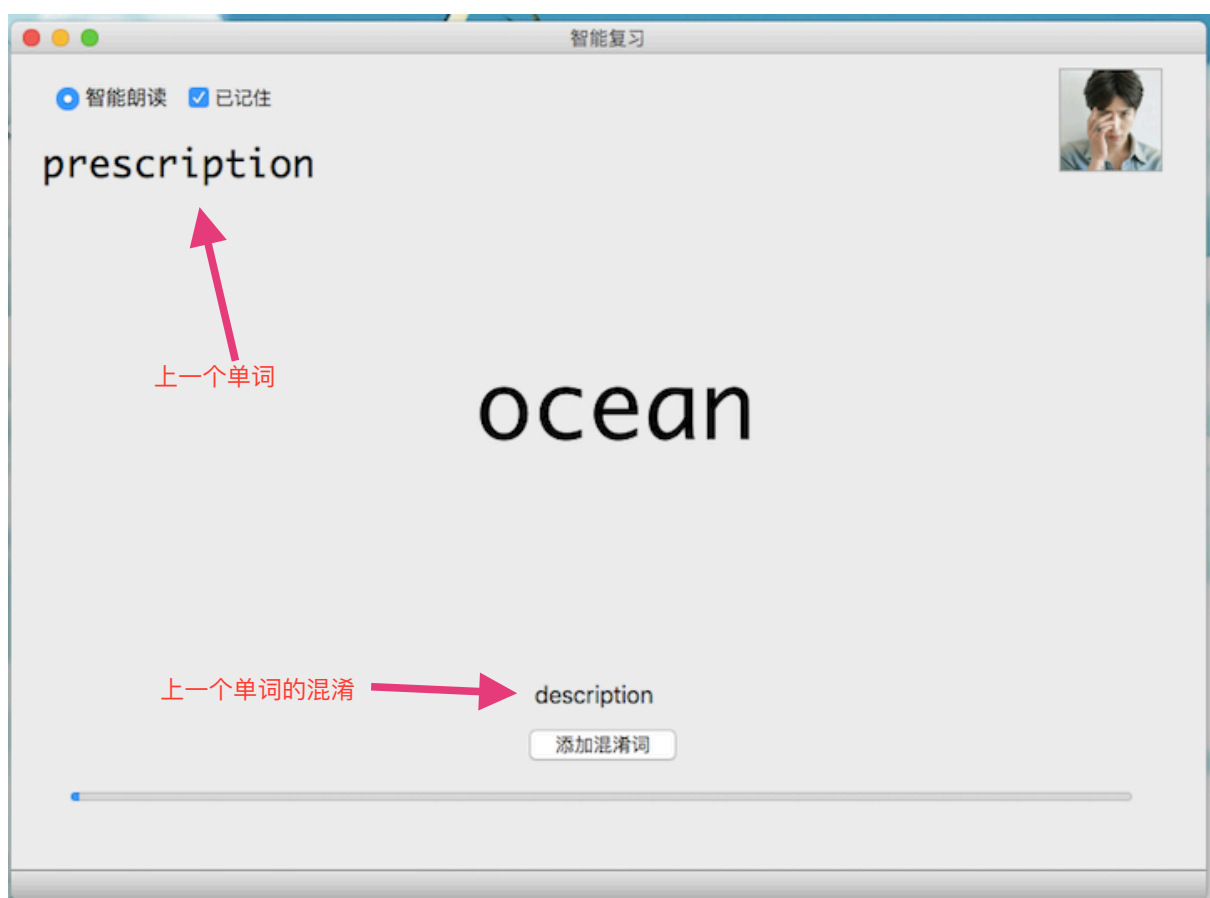 智能复习
智能朗读 已记住
prescription
上一个单词
ocean
上一个单词的混淆
description
添加混淆词